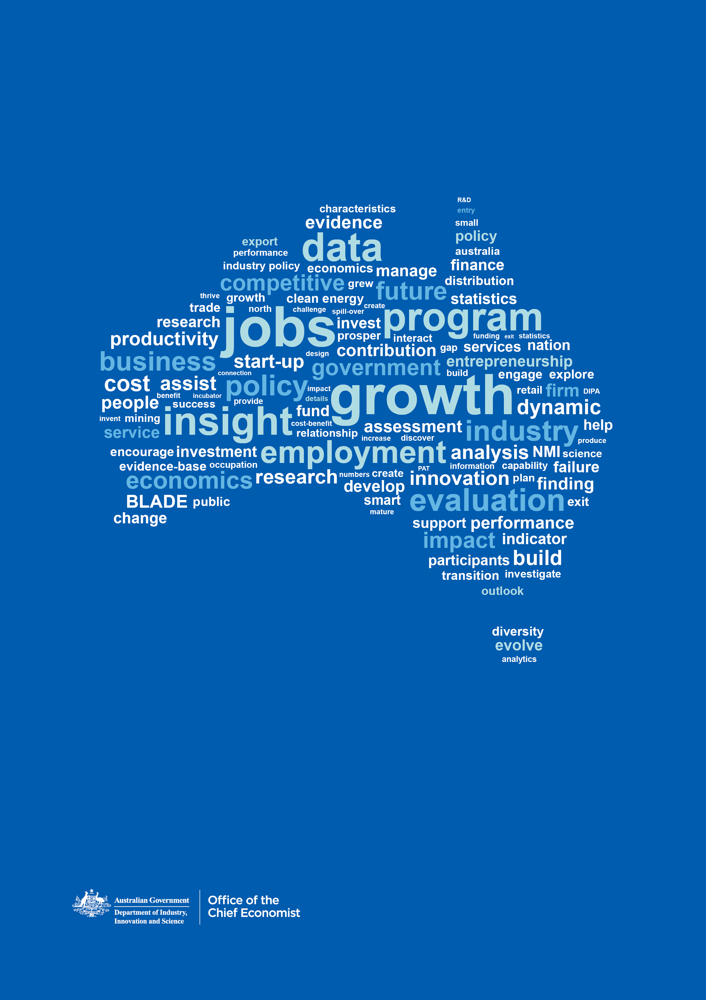 R&D
characteristics
entry
evidence
small
policy
export
data
performance
australia
industry policy
economics
manage
finance
competitive
grew
future
distribution
thrive
growth
clean energy
statistics
trade
north
challenge
spill-over
create
program
research
jobs
invest
productivity
prosper
interact
funding
exit
statistics
design
contribution
gap
services
nation
business
start-up
government
entrepreneurship
connection
build
engage
explore
cost
assist
policy
impact
growth
retail
firm
DIPA
people
benefit
incubator
details
success
provide
dynamic
fund
invent
mining
insight
cost-benefit
assessment
industry
help
service
relationship
increase
discover
produce
encourage
investment
employment
analysis
NMI
science
evidence-base
occupation
PAT
information
capability
failure
economics
research
numbers
create
innovation
plan
finding
develop
BLADE
public
smart
evaluation
exit
change
mature
support
performance
impact
indicator
participants
build
transition
investigate
outlook
diversity
evolve
analytics
Australian Government
Department of Industry,
Innovation and Science
Office of the
Chief Economist